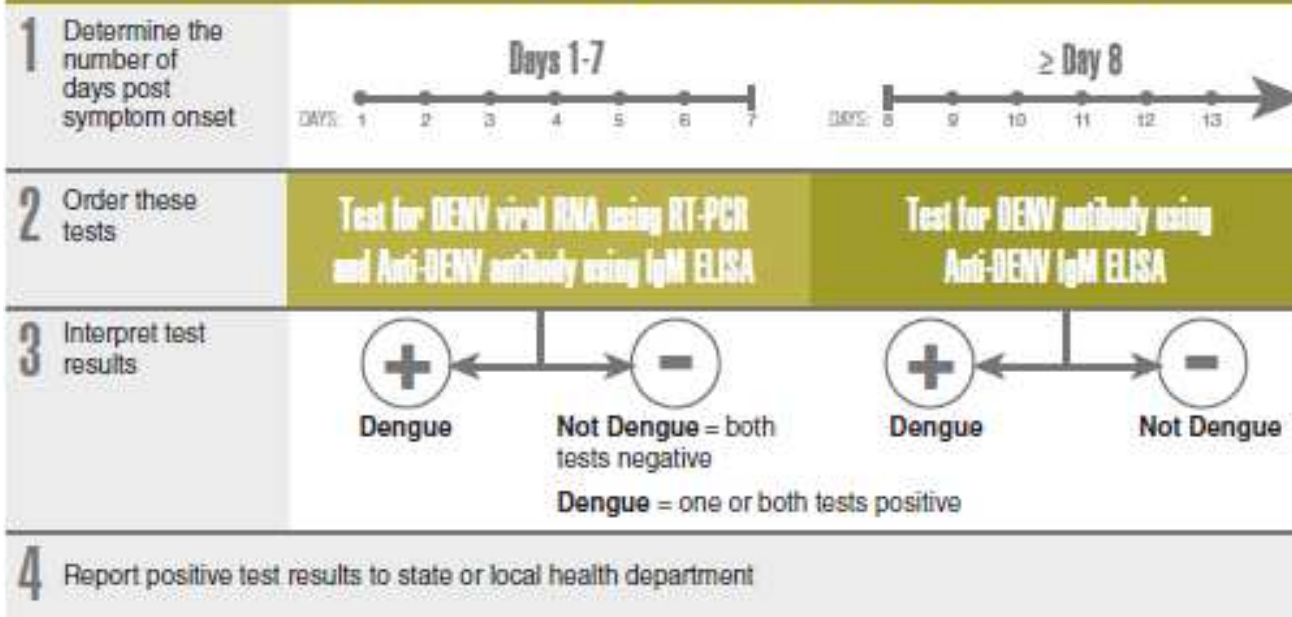 1 Determine the
number of
days post
symptom onset
Days 1-7
DAYS: 1 2 3 4 5 6 7
≥ Day 8
DAYS: 8 9 10 11 12 13
2 Order these
tests
Test for DENV viral RNA using RT-PCR
and Anti-DENV antibody using IgM ELISA
Test for DENV antibody using
Anti-DENV IgM ELISA
3 Interpret test
results
+
-
Dengue
Not Dengue = both
tests negative
Dengue = one or both tests positive
+
-
Dengue
Not Dengue
4 Report positive test results to state or local health department